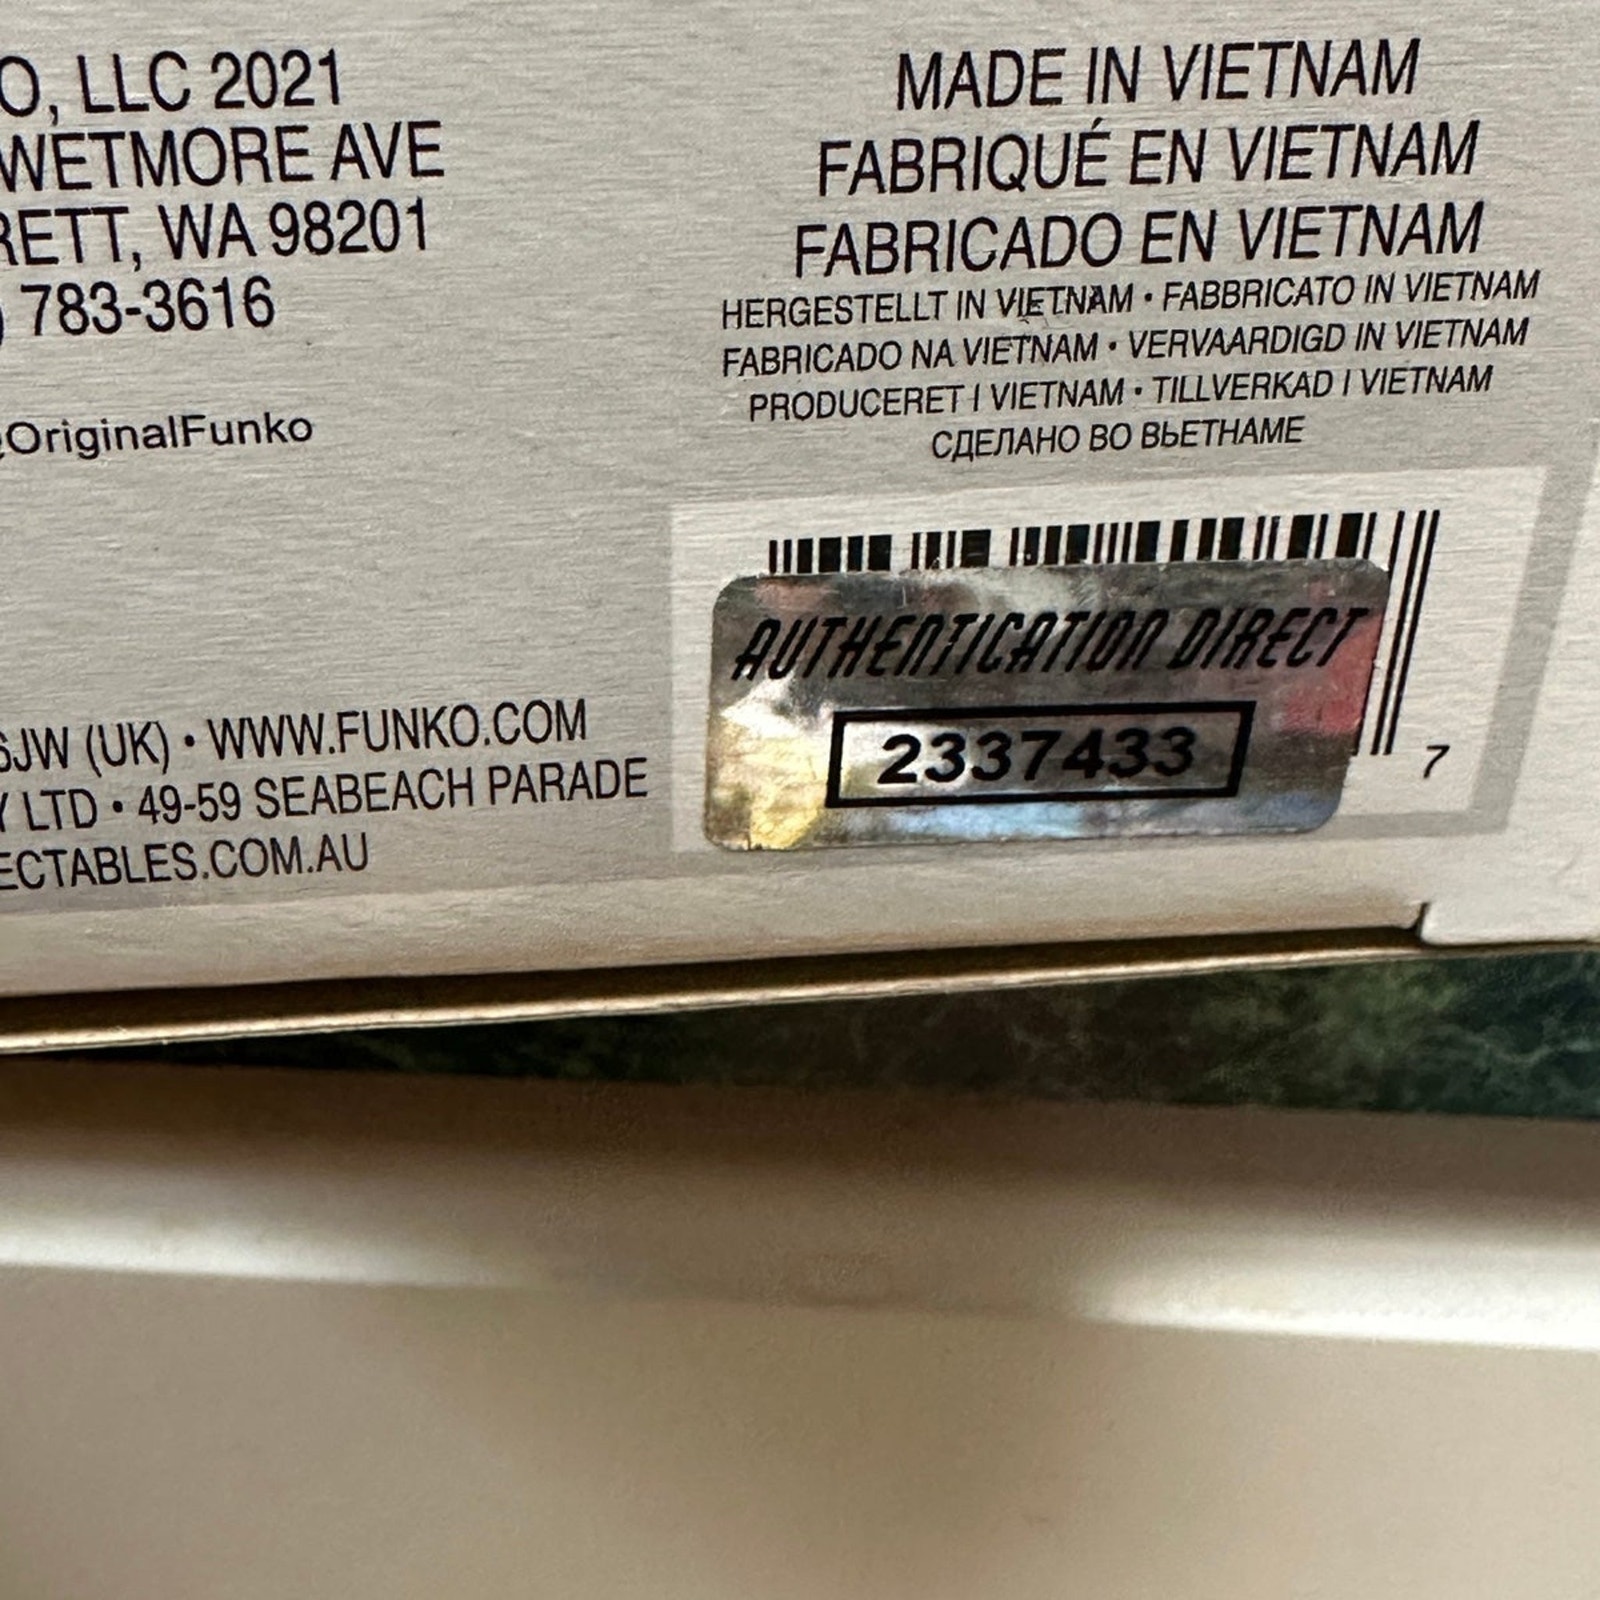 O, LLC 2021
WETMORE AVE
RETT, WA 98201
) 783-3616
@OriginalFunko
SJW (UK) • WWW.FUNKO.COM
Y LTD • 49-59 SEABEACH PARADE
ECTABLES.COM.AU
MADE IN VIETNAM
FABRIQUÉ EN VIETNAM
FABRICADO EN VIETNAM
HERGESTELLT IN VIETNAM • FABBRICATO IN VIETNAM
FABRICADO NA VIETNAM • VERVAARDIGD IN VIETNAM
PRODUCERET I VIETNAM • TILLVERKAD I VIETNAM
СДЕЛАНО ВО ВЬЕТНАМЕ
AUTHENTICATION DIRECT
2337433
7